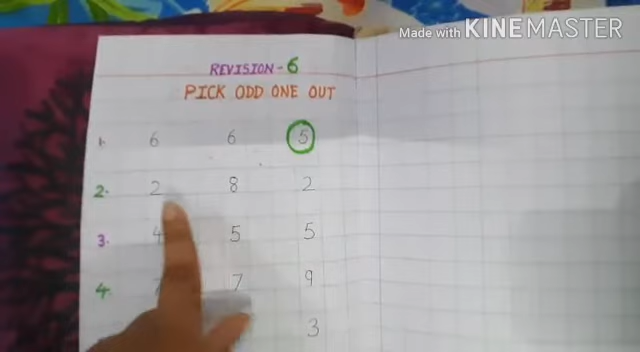 Made with KINEMASTER
REVISION - 6
PICK ODD ONE OUT
1. 6 6 5
2. 2 8 2
3. 4 5 5
4. 7 9
3